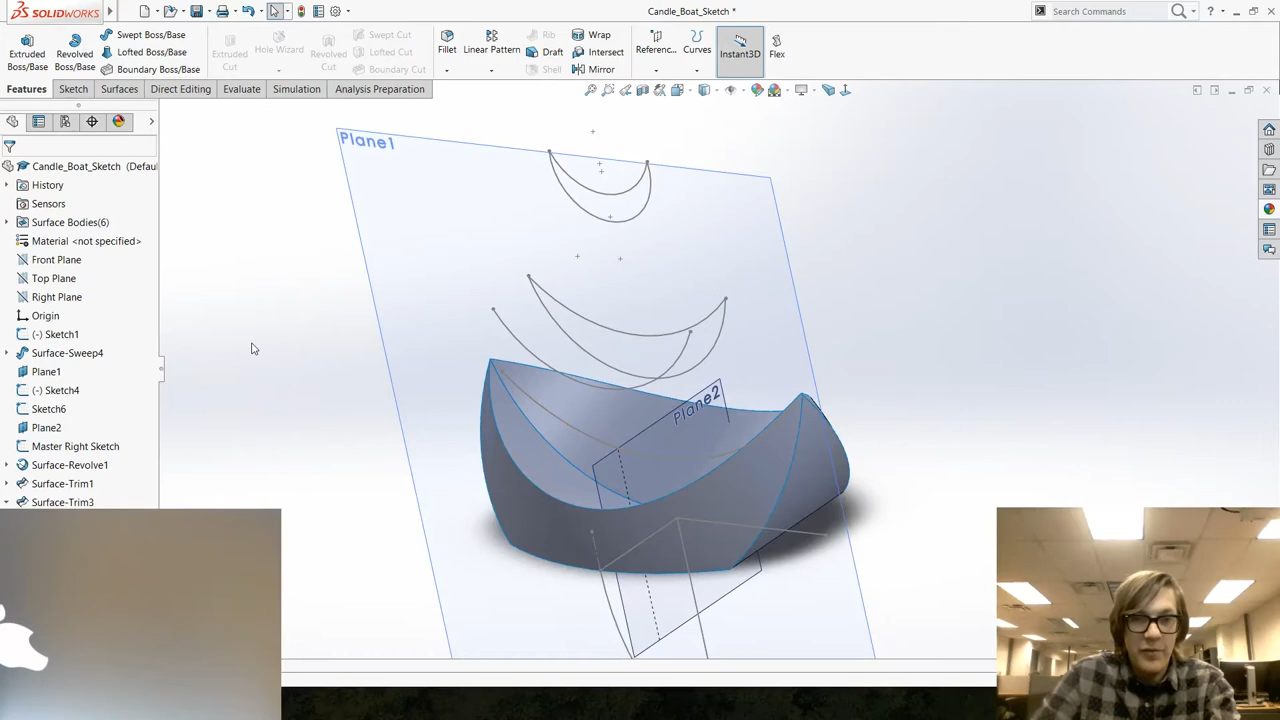 SOLIDWORKS
Candle_Boat_Sketch *
Search Commands
?
Extruded Boss/Base
Revolved Boss/Base
Swept Boss/Base
Lofted Boss/Base
Boundary Boss/Base
Extruded Cut
Hole Wizard
Revolved Cut
Swept Cut
Lofted Cut
Boundary Cut
Fillet
Linear Pattern
Rib
Draft
Shell
Wrap
Intersect
Mirror
Referenc...
Curves
Instant3D
Flex
Features
Sketch
Surfaces
Direct Editing
Evaluate
Simulation
Analysis Preparation
Candle_Boat_Sketch (Defaul
History
Sensors
Surface Bodies(6)
Material <not specified>
Front Plane
Top Plane
Right Plane
Origin
(-) Sketch1
Surface-Sweep4
Plane1
(-) Sketch4
Sketch6
Plane2
Master Right Sketch
Surface-Revolve1
Surface-Trim1
Surface-Trim3
Plane1
Plane2